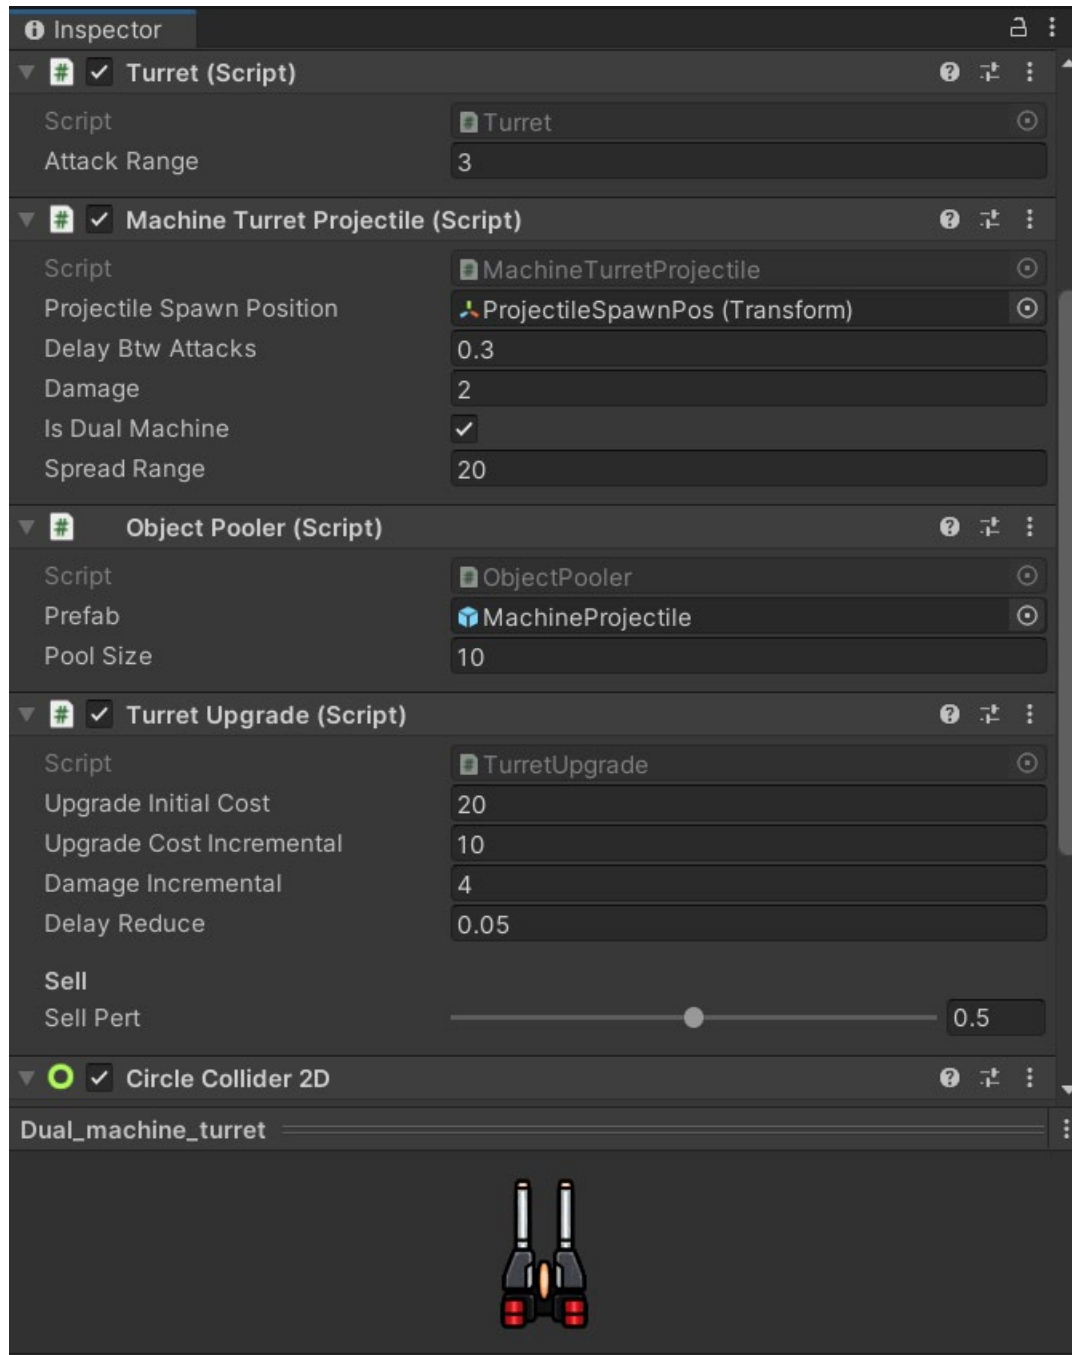 Inspector
Turret (Script)
Script Turret
Attack Range 3
Machine Turret Projectile (Script)
Script MachineTurretProjectile
Projectile Spawn Position ProjectileSpawnPos (Transform)
Delay Btw Attacks 0.3
Damage 2
Is Dual Machine
Spread Range 20
Object Pooler (Script)
Script ObjectPooler
Prefab MachineProjectile
Pool Size 10
Turret Upgrade (Script)
Script TurretUpgrade
Upgrade Initial Cost 20
Upgrade Cost Incremental 10
Damage Incremental 4
Delay Reduce 0.05
Sell
Sell Pert 0.5
Circle Collider 2D
Dual_machine_turret